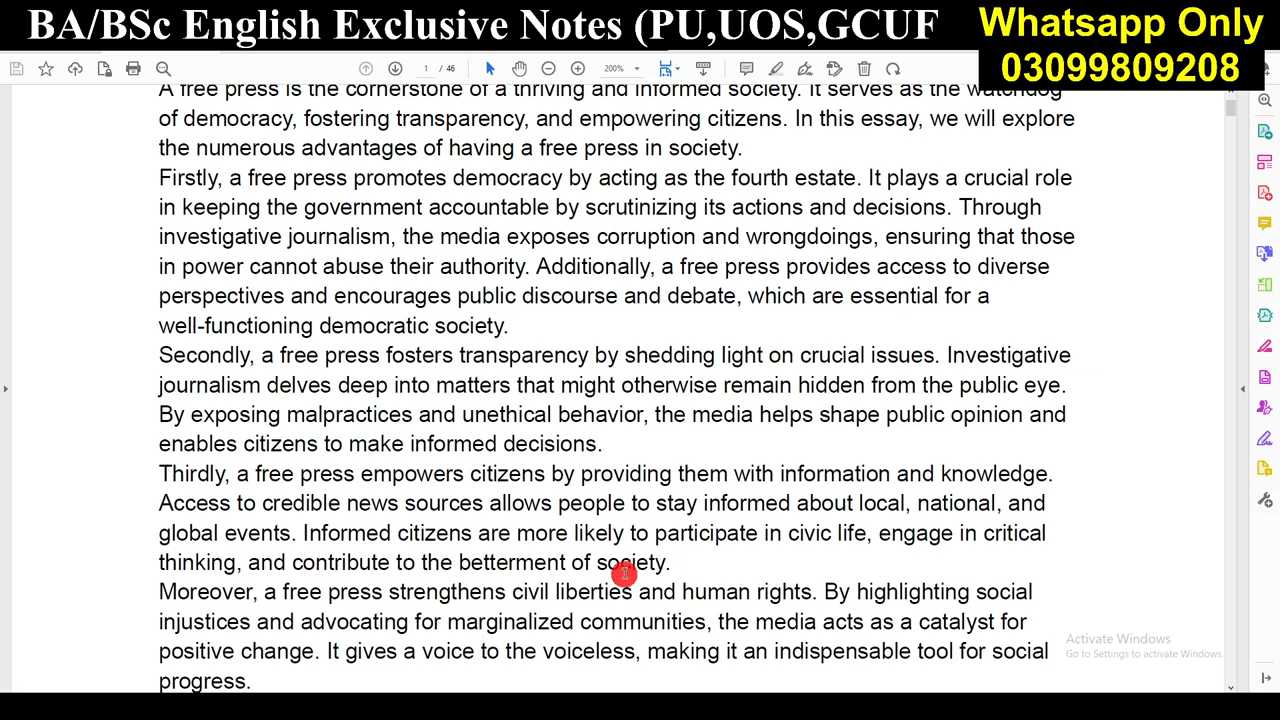 BA/BSc English Exclusive Notes (PU,UOS,GCUF
Whatsapp Only
03099809208
1 / 46
200%
A free press is the cornerstone of a thriving and informed society. It serves as the watchdog
of democracy, fostering transparency, and empowering citizens. In this essay, we will explore
the numerous advantages of having a free press in society.
Firstly, a free press promotes democracy by acting as the fourth estate. It plays a crucial role
in keeping the government accountable by scrutinizing its actions and decisions. Through
investigative journalism, the media exposes corruption and wrongdoings, ensuring that those
in power cannot abuse their authority. Additionally, a free press provides access to diverse
perspectives and encourages public discourse and debate, which are essential for a
well-functioning democratic society.
Secondly, a free press fosters transparency by shedding light on crucial issues. Investigative
journalism delves deep into matters that might otherwise remain hidden from the public eye.
By exposing malpractices and unethical behavior, the media helps shape public opinion and
enables citizens to make informed decisions.
Thirdly, a free press empowers citizens by providing them with information and knowledge.
Access to credible news sources allows people to stay informed about local, national, and
global events. Informed citizens are more likely to participate in civic life, engage in critical
thinking, and contribute to the betterment of society.
Moreover, a free press strengthens civil liberties and human rights. By highlighting social
injustices and advocating for marginalized communities, the media acts as a catalyst for
positive change. It gives a voice to the voiceless, making it an indispensable tool for social
progress.
Activate Windows
Go to Settings to activate Windows.